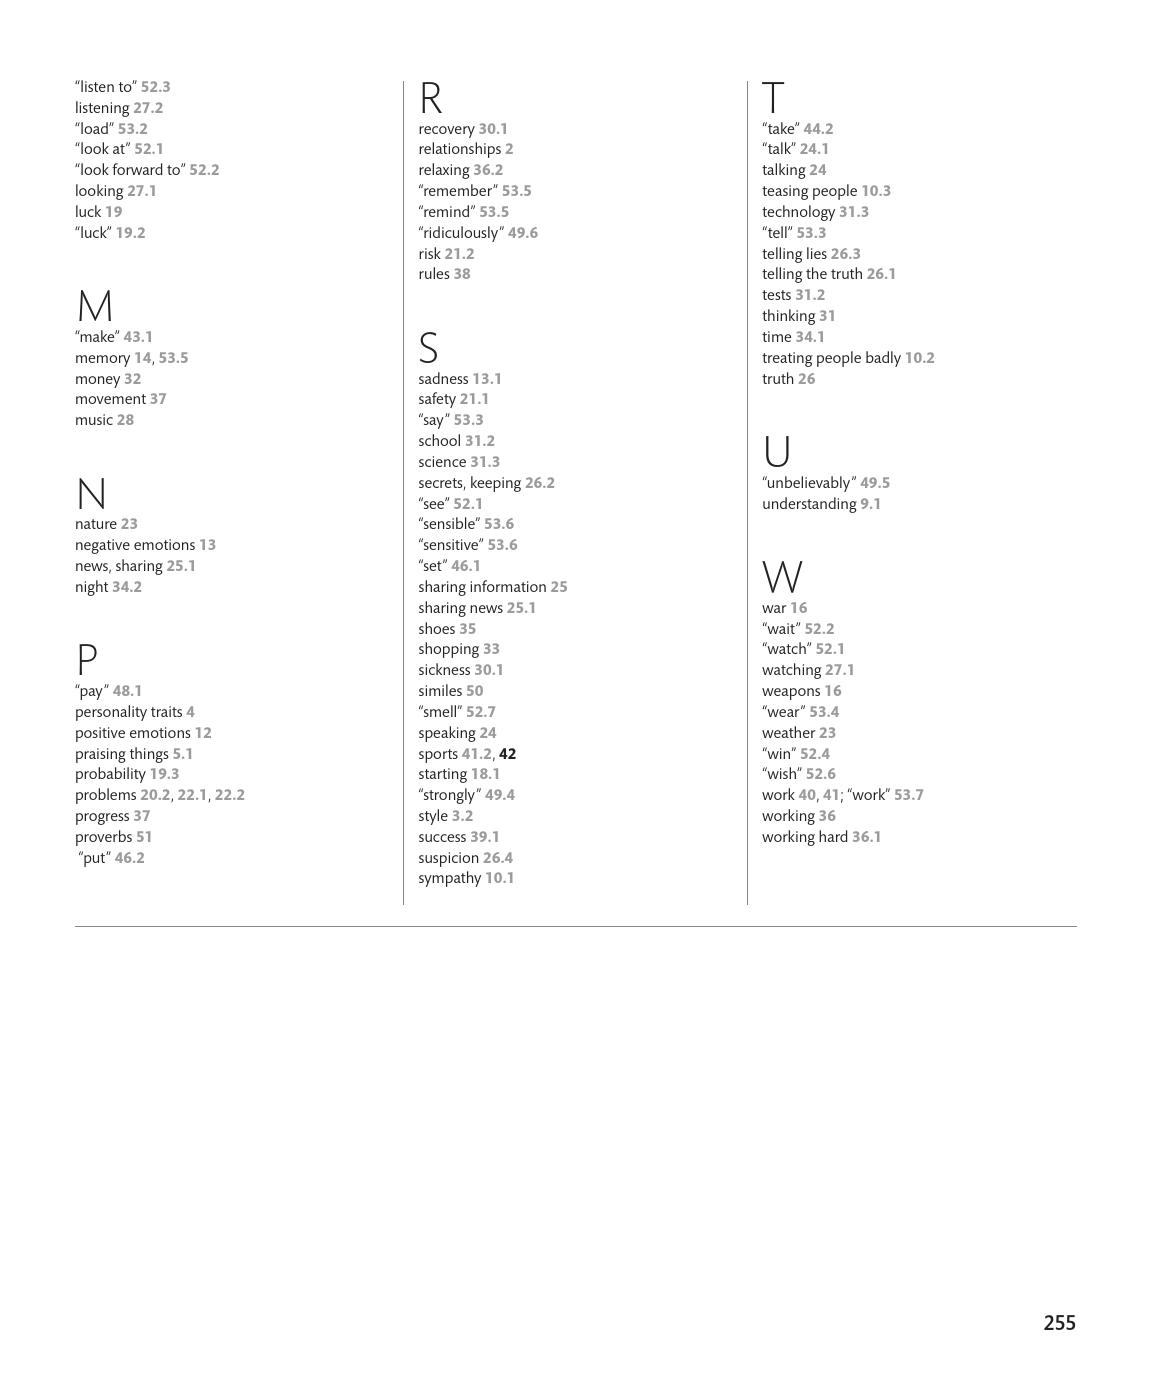 “listen to” 52.3
listening 27.2
“load” 53.2
“look at” 52.1
“look forward to” 52.2
looking 27.1
luck 19
“luck” 19.2
M
“make” 43.1
memory 14, 53.5
money 32
movement 37
music 28
N
nature 23
negative emotions 13
news, sharing 25.1
night 34.2
P
“pay” 48.1
personality traits 4
positive emotions 12
praising things 5.1
probability 19.3
problems 20.2, 22.1, 22.2
progress 37
proverbs 51
“put” 46.2
R
recovery 30.1
relationships 2
relaxing 36.2
“remember” 53.5
“remind” 53.5
“ridiculously” 49.6
risk 21.2
rules 38
S
sadness 13.1
safety 21.1
“say” 53.3
school 31.2
science 31.3
secrets, keeping 26.2
“see” 52.1
“sensible” 53.6
“sensitive” 53.6
“set” 46.1
sharing information 25
sharing news 25.1
shoes 35
shopping 33
sickness 30.1
similes 50
“smell” 52.7
speaking 24
sports 41.2, 42
starting 18.1
“strongly” 49.4
style 3.2
success 39.1
suspicion 26.4
sympathy 10.1
T
“take” 44.2
“talk” 24.1
talking 24
teasing people 10.3
technology 31.3
“tell” 53.3
telling lies 26.3
telling the truth 26.1
tests 31.2
thinking 31
time 34.1
treating people badly 10.2
truth 26
U
“unbelievably” 49.5
understanding 9.1
W
war 16
“wait” 52.2
“watch” 52.1
watching 27.1
weapons 16
“wear” 53.4
weather 23
“win” 52.4
“wish” 52.6
work 40, 41; “work” 53.7
working 36
working hard 36.1
255